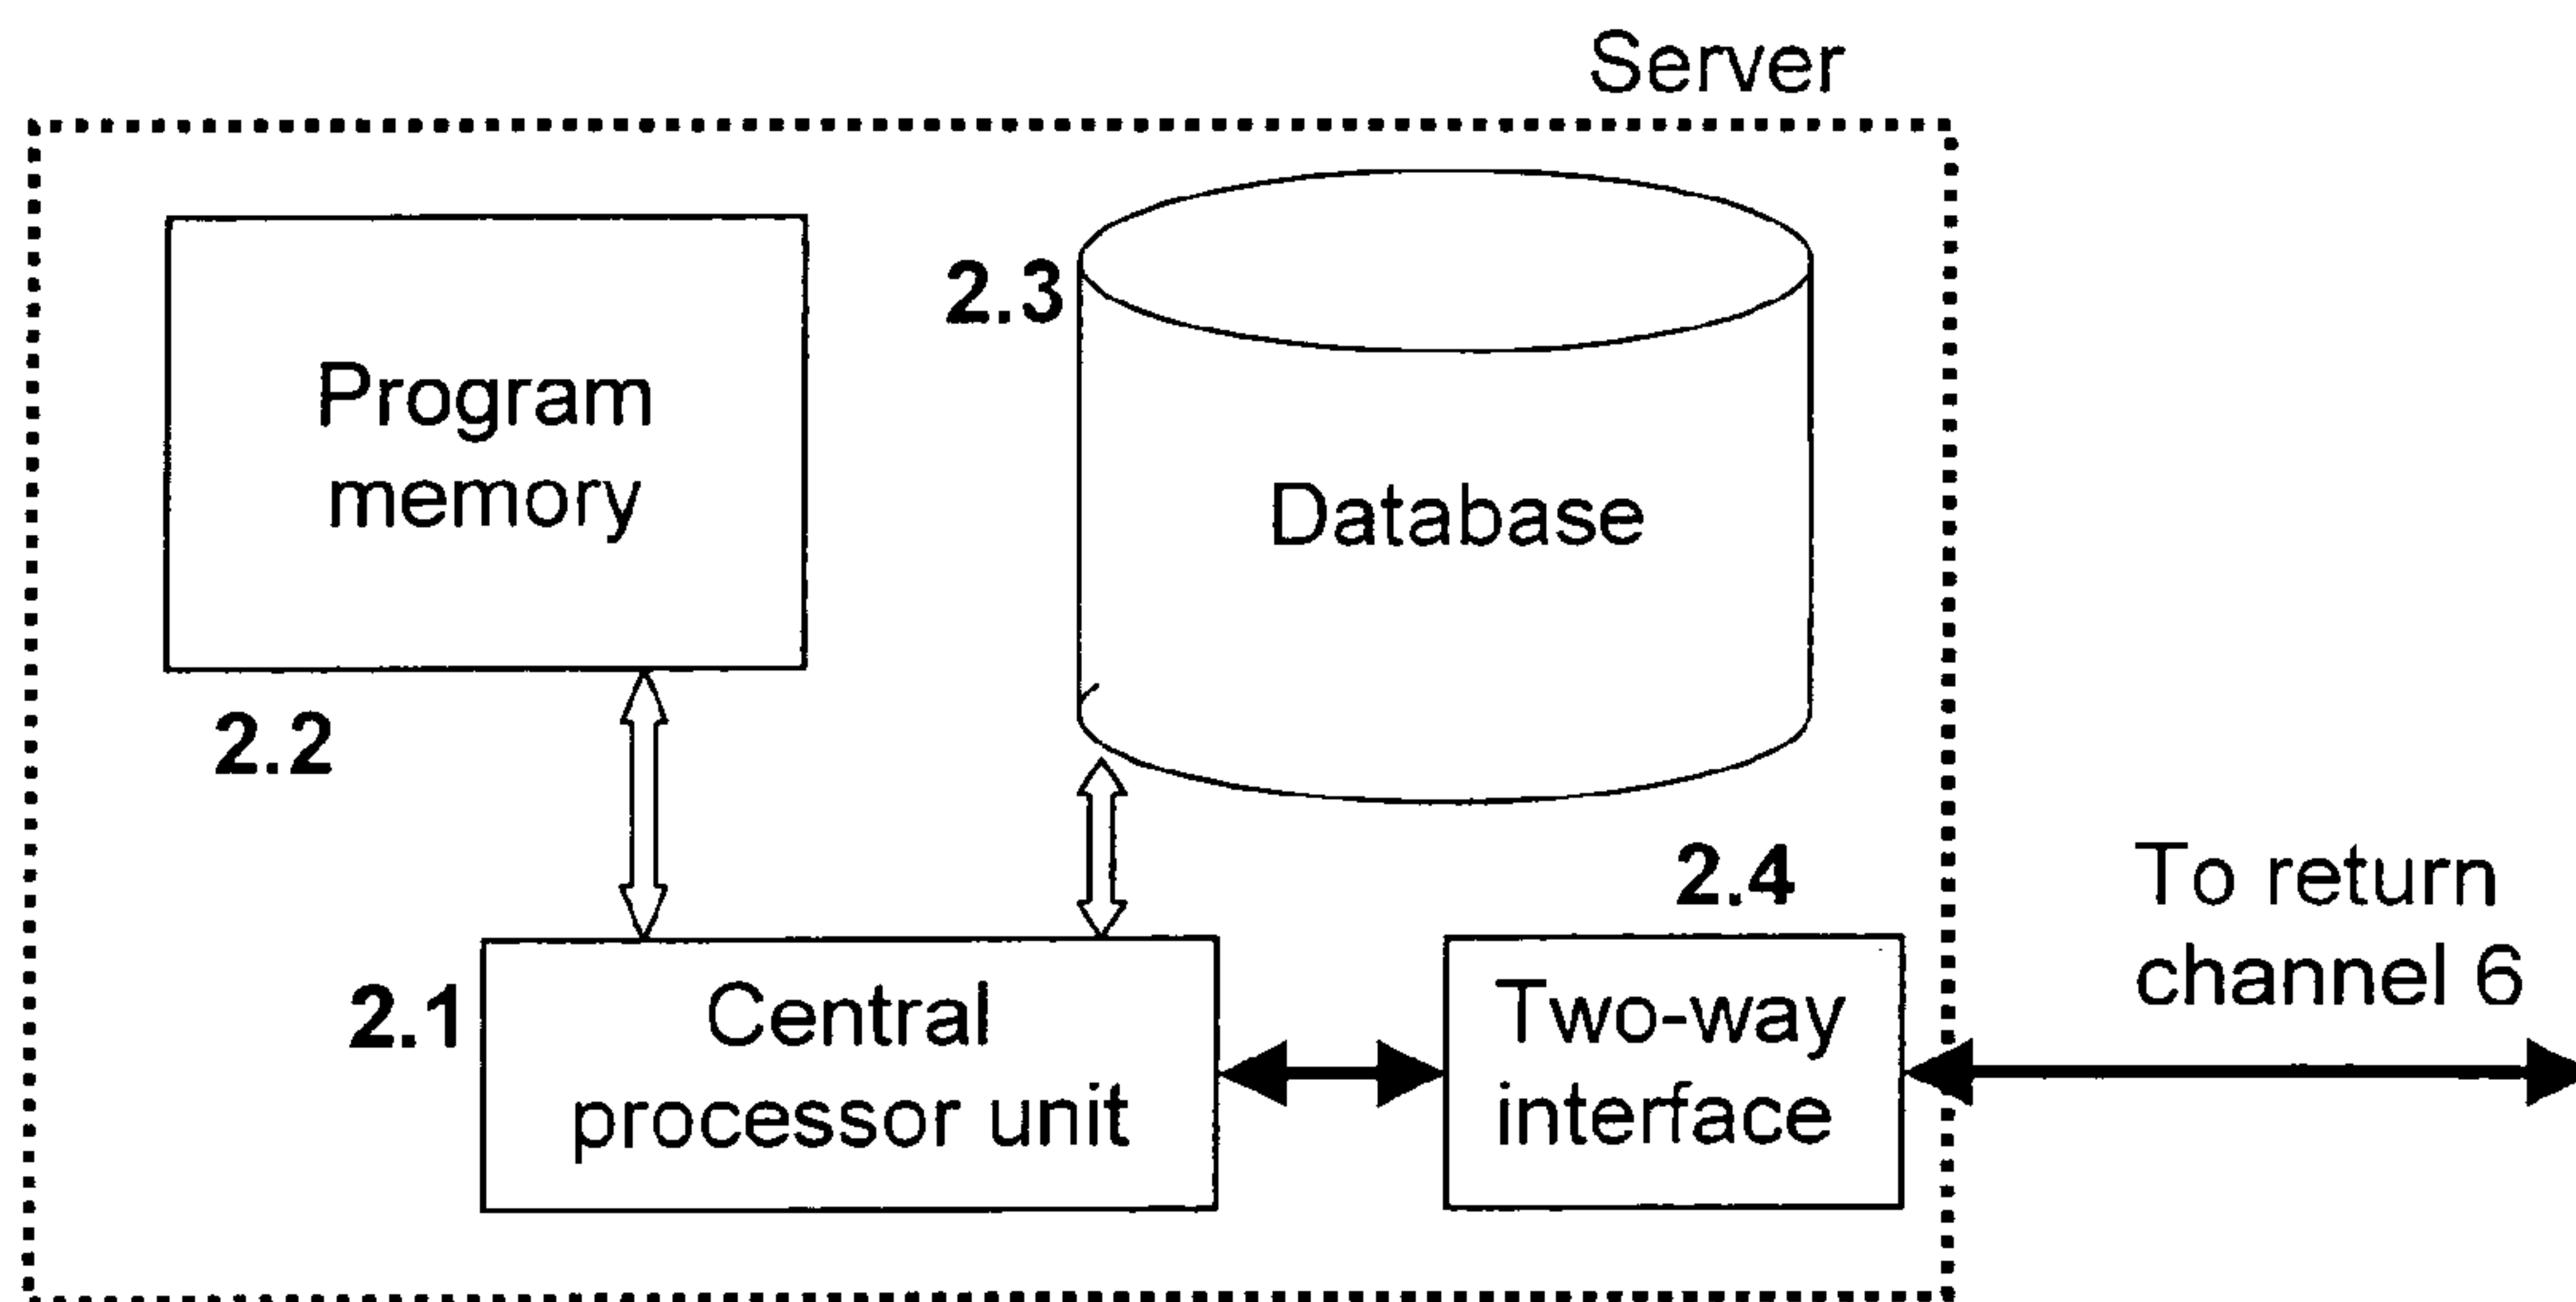 Server
Program
memory
2.2
2.3
Database
2.1
Central
processor unit
2.4
Two-way
interface
To return
channel 6